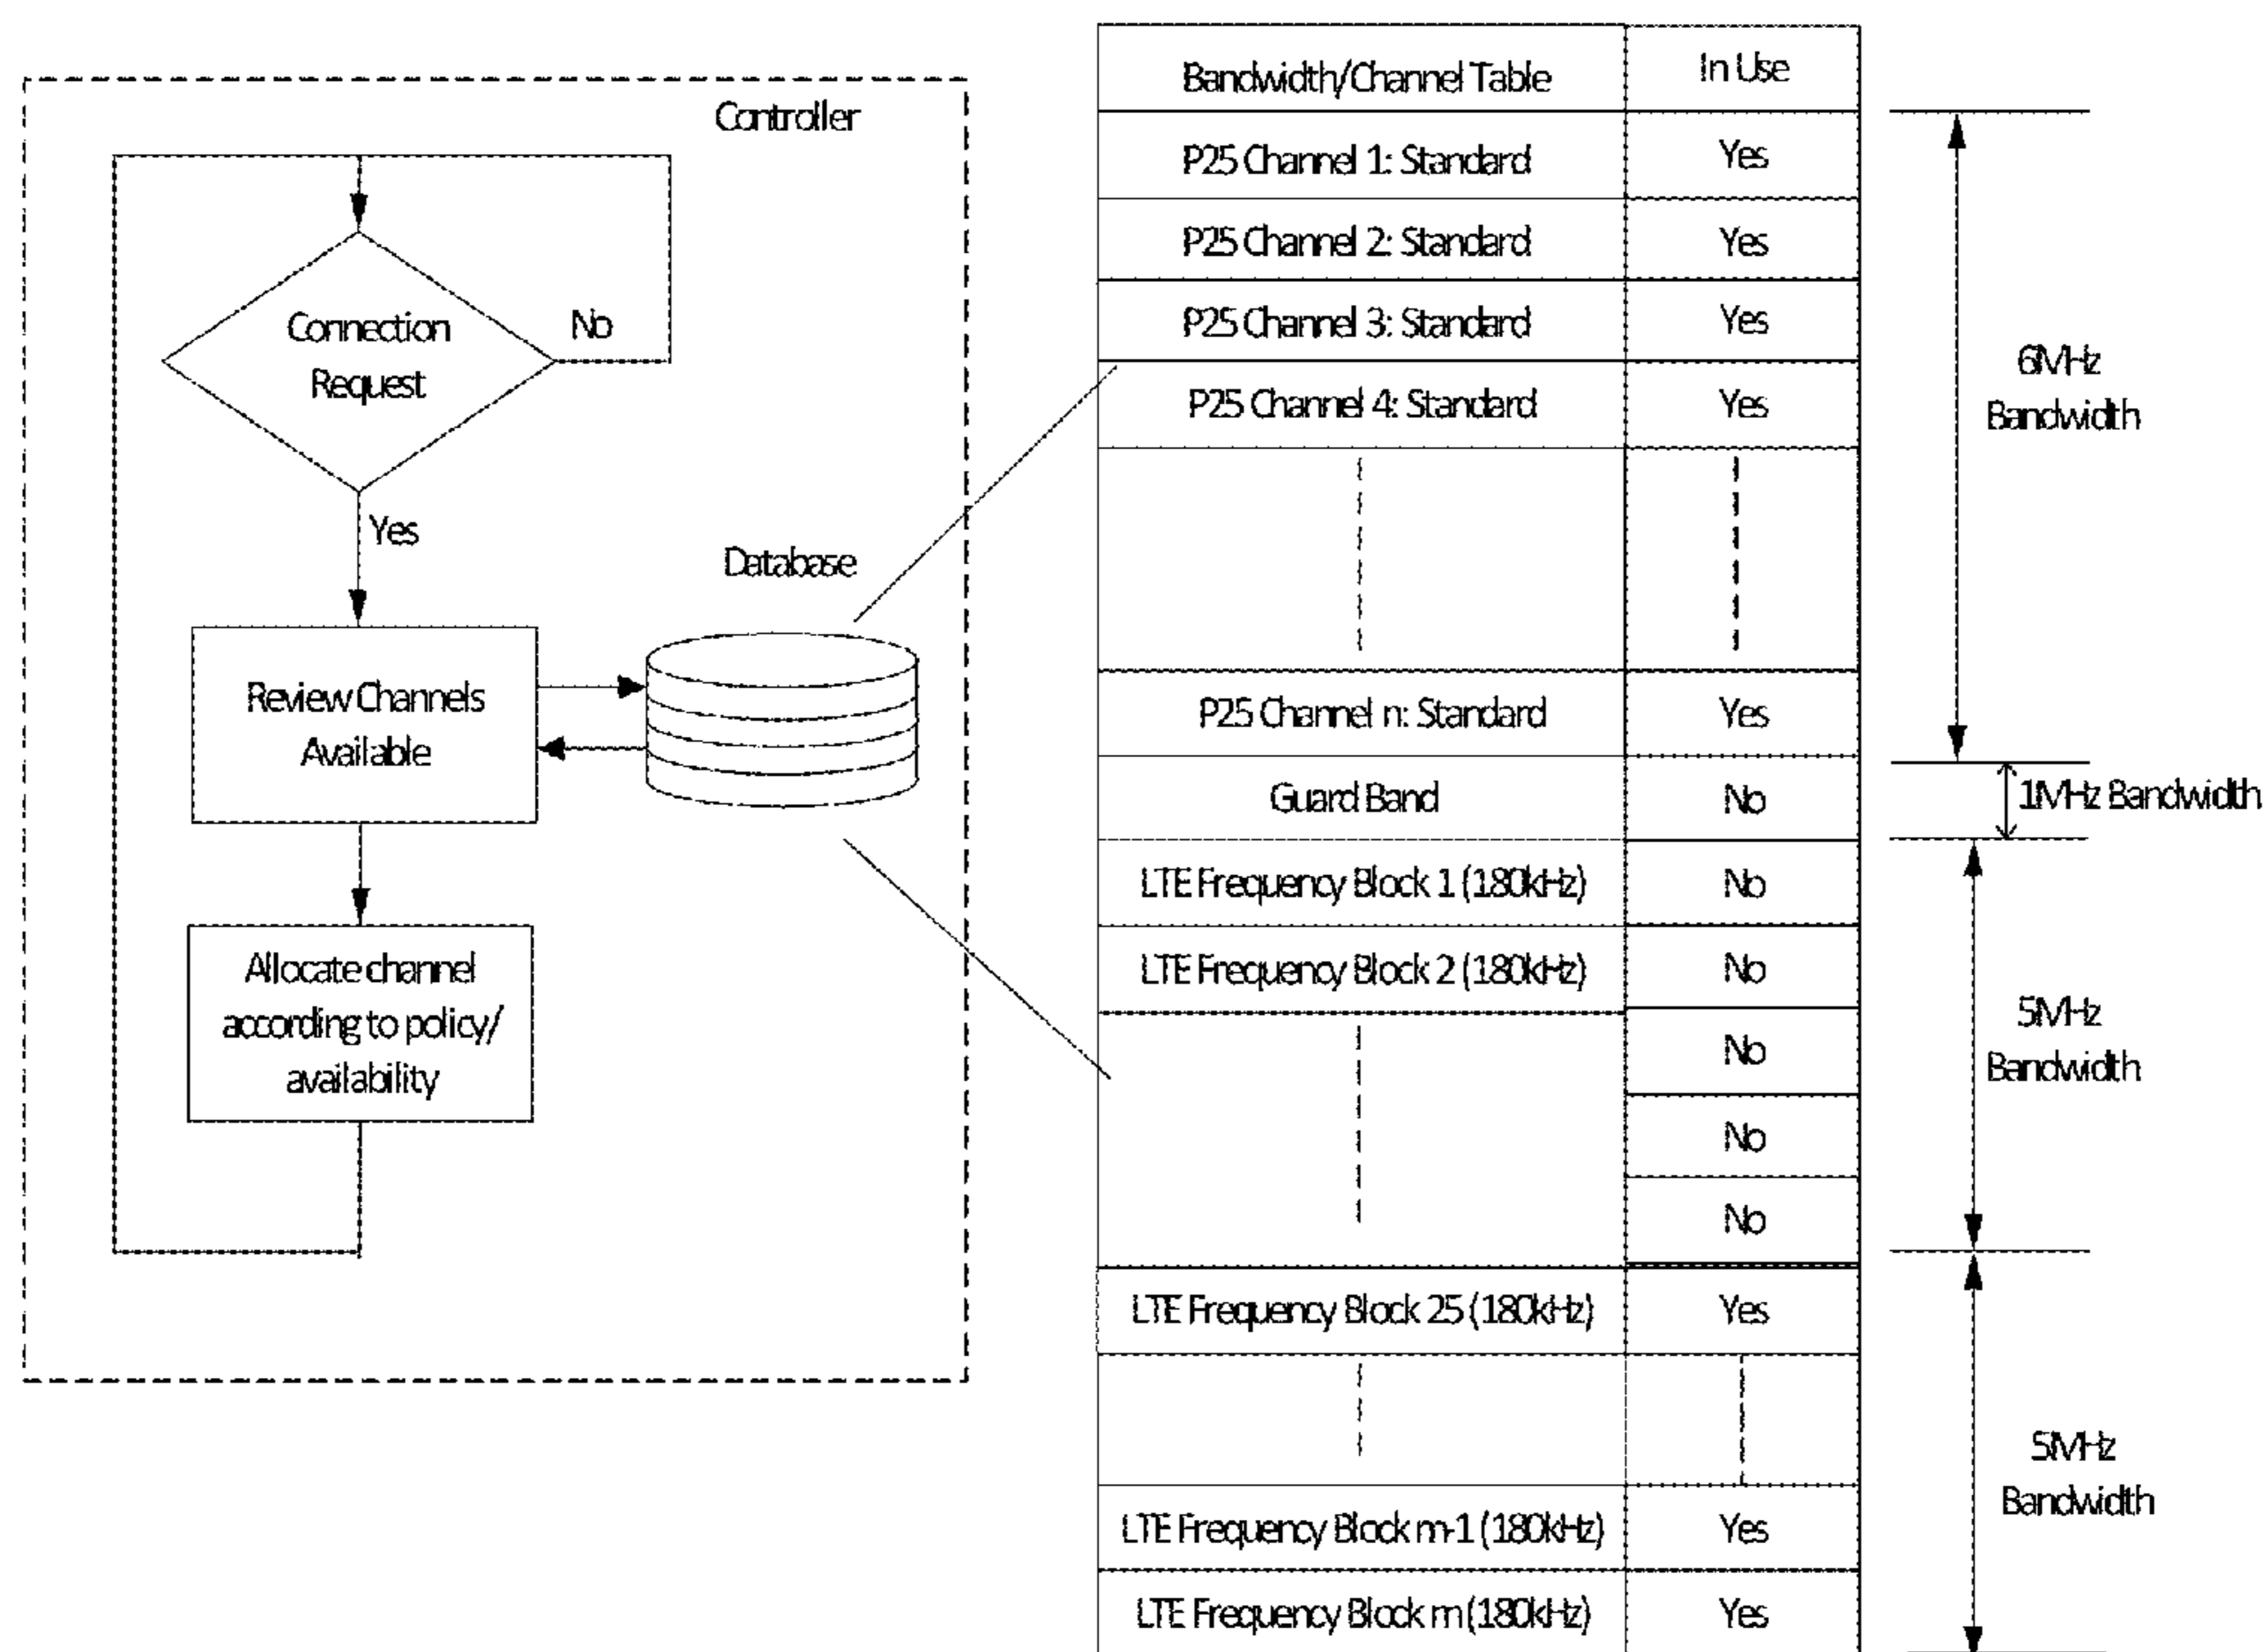 Controller
Connection
Request
No
Yes
Database
Review Channels
Available
Allocate channel
according to policy/
availability
Bandwidth/Channel Table In Use
P25 Channel 1: Standard Yes
P25 Channel 2: Standard Yes
P25 Channel 3: Standard Yes
P25 Channel 4: Standard Yes
P25 Channel n: Standard Yes
Guard Band No
LTE Frequency Block 1 (180kHz) No
LTE Frequency Block 2 (180kHz) No
No
No
No
LTE Frequency Block 25 (180kHz) Yes
LTE Frequency Block m-1 (180kHz) Yes
LTE Frequency Block m (180kHz) Yes
6MHz
Bandwidth
1MHz Bandwidth
5MHz
Bandwidth
5MHz
Bandwidth